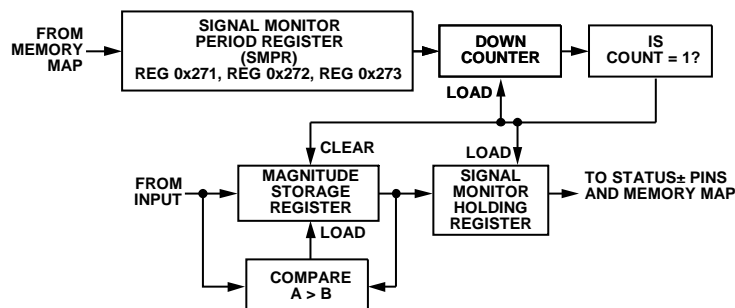 FROM
MEMORY
MAP
SIGNAL MONITOR
PERIOD REGISTER
(SMPR)
REG 0x271, REG 0x272, REG 0x273
DOWN
COUNTER
IS
COUNT = 1?
LOAD
CLEAR
LOAD
FROM
INPUT
MAGNITUDE
STORAGE
REGISTER
SIGNAL
MONITOR
HOLDING
REGISTER
TO STATUS± PINS
AND MEMORY MAP
LOAD
COMPARE
A > B